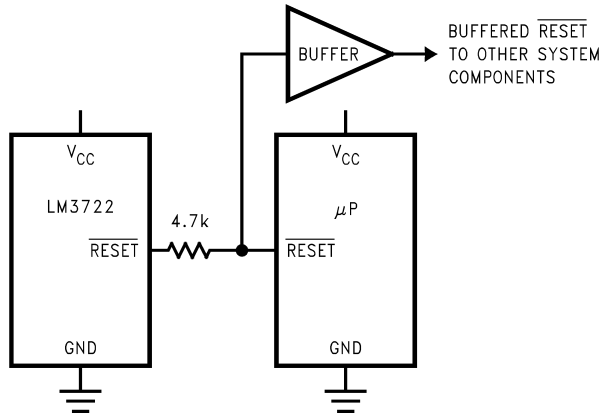 BUFFER
BUFFERED RESET
TO OTHER SYSTEM
COMPONENTS
VCC
LM3722
RESET
GND
4.7k
VCC
μP
RESET
GND